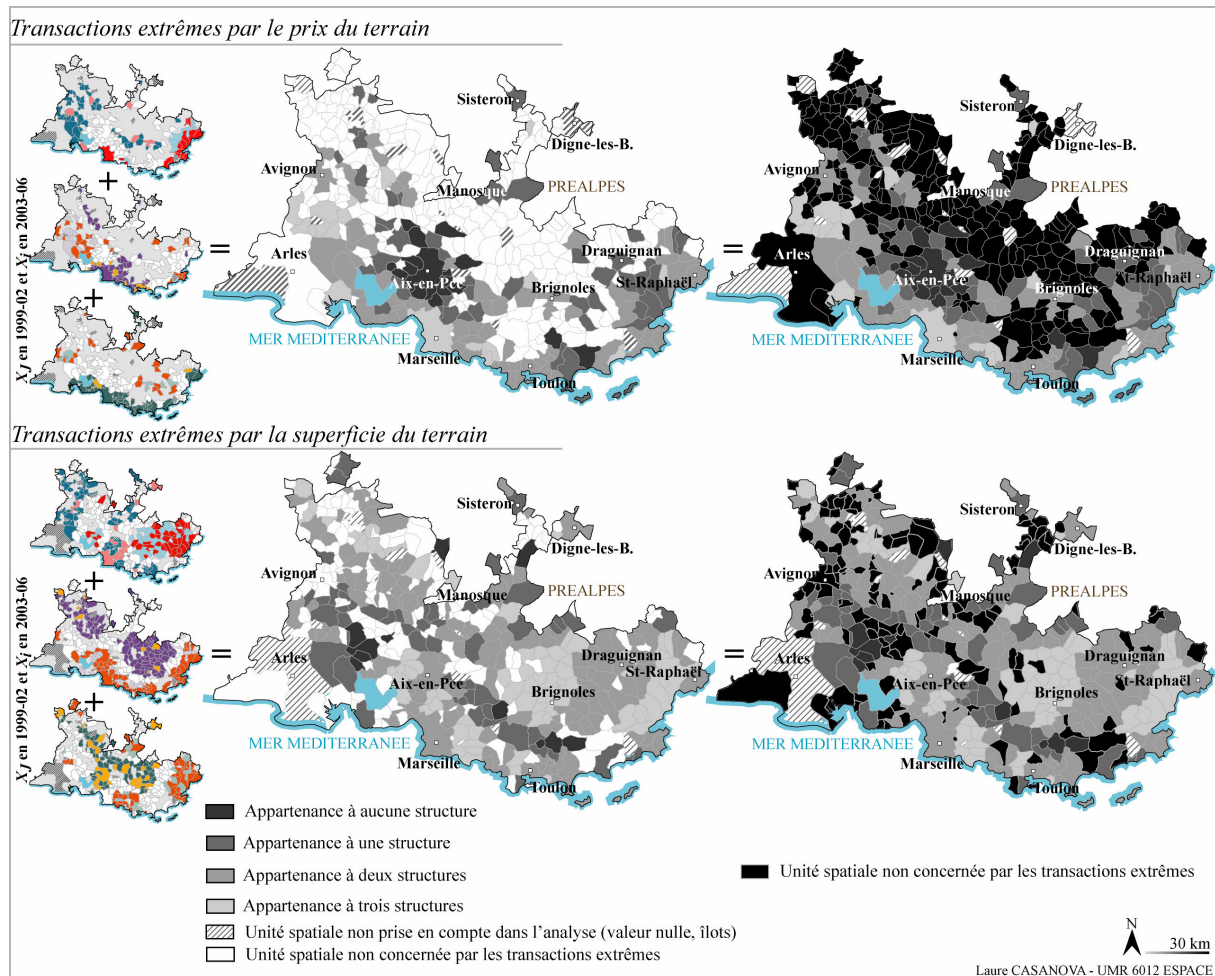 Transactions extrêmes par le prix du terrain
X_J en 1999-02 et X_I en 2003-06
+
+
=
Sisteron
Digne-les-B.
Avignon
Manosque
PREALPES
Arles
Draguignan
Aix-en-Pce
St-Raphaël
Brignoles
MER MEDITERRANEE
Marseille
Toulon
=
Sisteron
Digne-les-B.
Avignon
Manosque
PREALPES
Arles
Draguignan
Aix-en-Pce
St-Raphaël
Brignoles
MER MEDITERRANEE
Marseille
Toulon
Transactions extrêmes par la superficie du terrain
X_J en 1999-02 et X_I en 2003-06
+
+
=
Sisteron
Digne-les-B.
Avignon
Manosque
PREALPES
Arles
Draguignan
St-Raphaël
Aix-en-Pce
Brignoles
MER MEDITERRANEE
Marseille
Toulon
=
Sisteron
Digne-les-B.
Avignon
Manosque
PREALPES
Arles
Draguignan
St-Raphaël
Aix-en-Pce
Brignoles
MER MEDITERRANEE
Marseille
Toulon
Appartenance à aucune structure
Appartenance à une structure
Appartenance à deux structures
Appartenance à trois structures
Unité spatiale non prise en compte dans l'analyse (valeur nulle, îlots)
Unité spatiale non concernée par les transactions extrêmes
Unité spatiale non concernée par les transactions extrêmes
N
30 km
Laure CASANOVA - UMR 6012 ESPACE